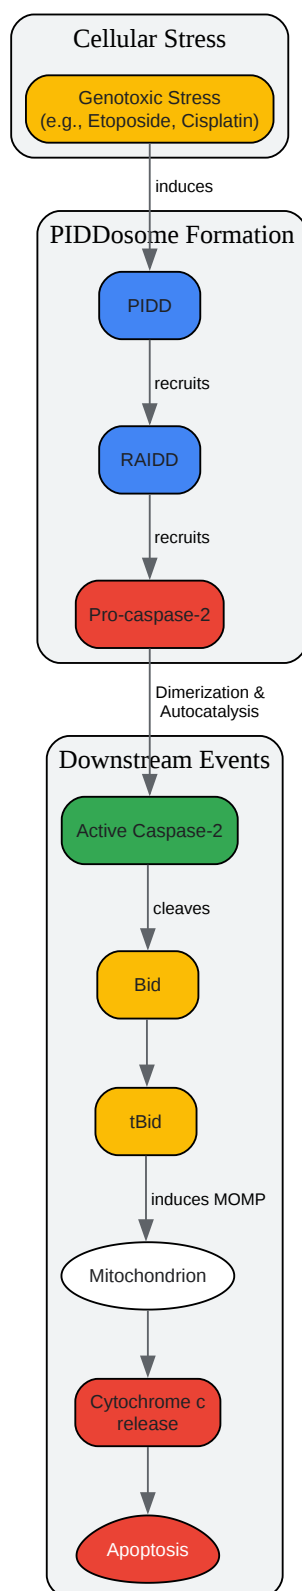 Cellular Stress
Genotoxic Stress
(e.g., Etoposide, Cisplatin)
induces
PIDDosome Formation
PIDD
recruits
RAIDD
recruits
Pro-caspase-2
Dimerization &
Autocatalysis
Downstream Events
Active Caspase-2
cleaves
Bid
tBid
induces MOMP
Mitochondrion
Cytochrome c
release
Apoptosis